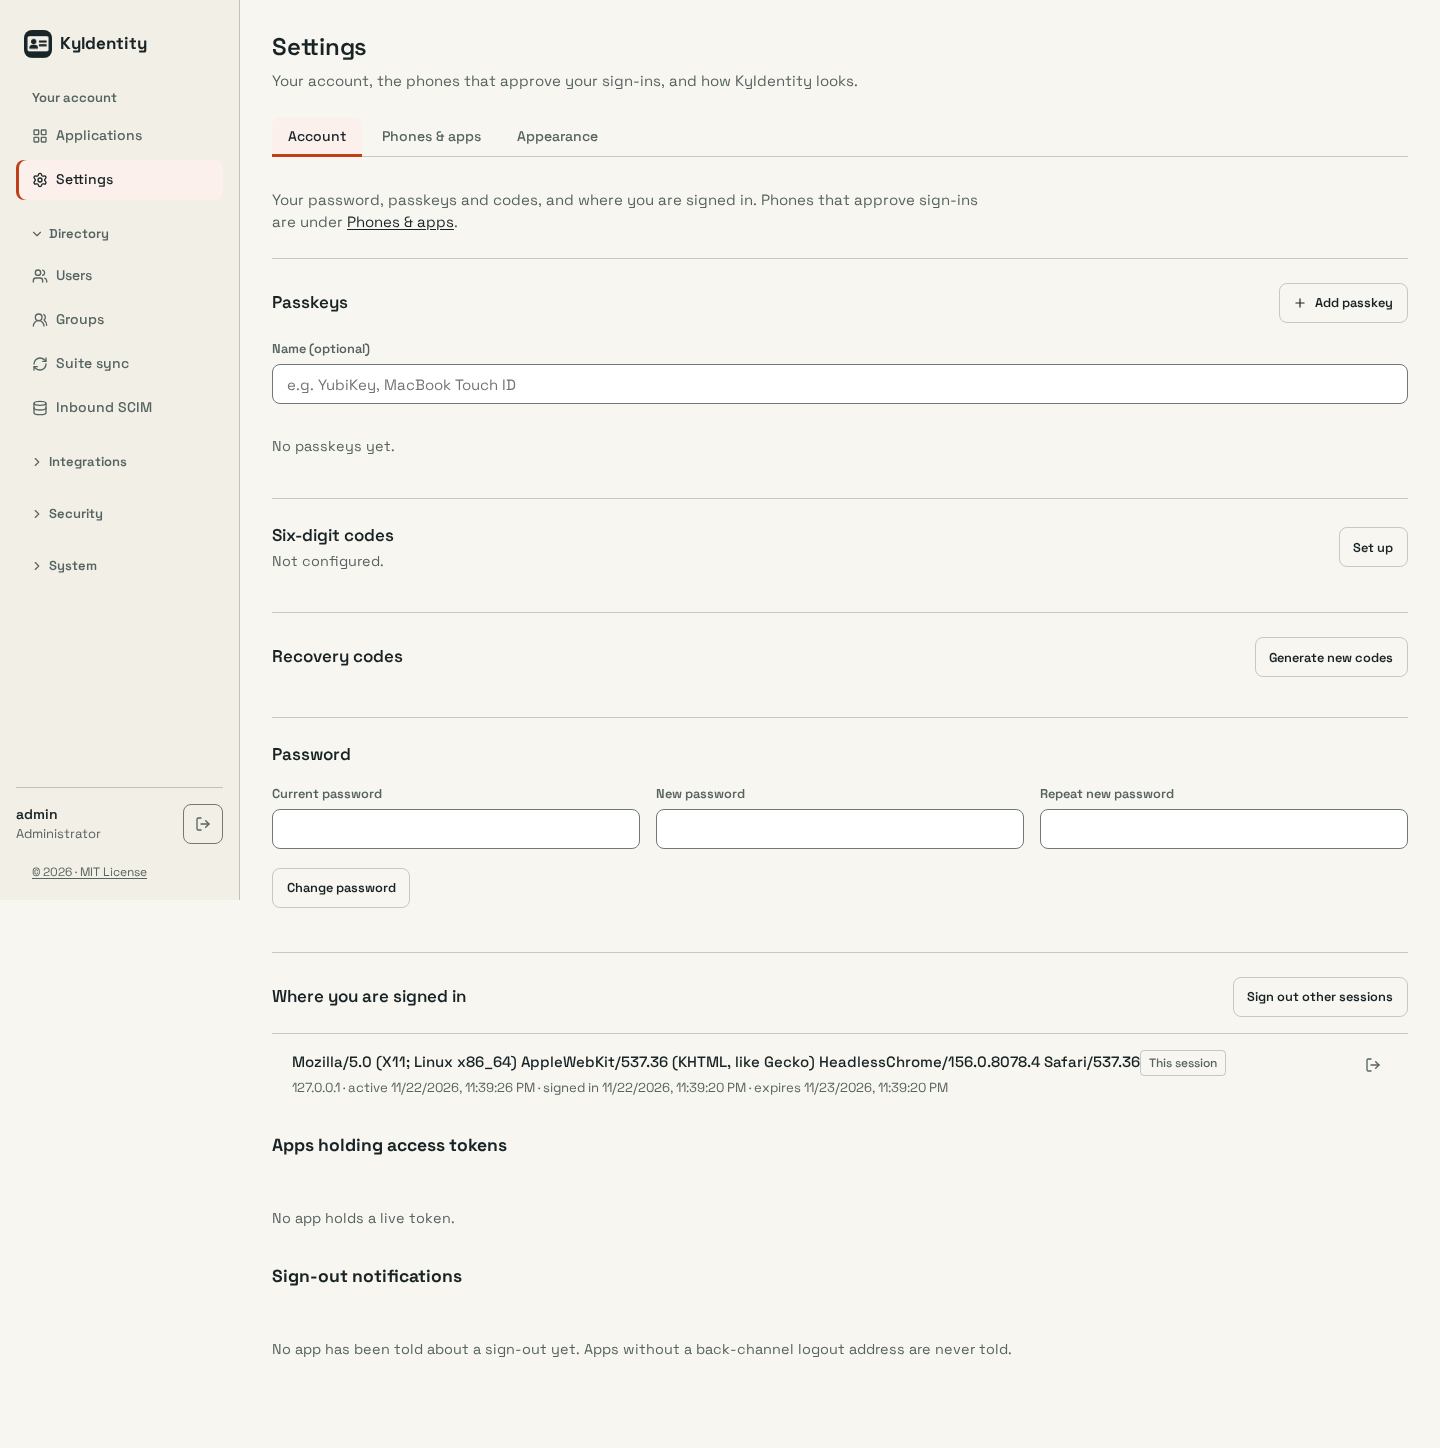 KyIdentity
Your account
Applications
Settings
Directory
Users
Groups
Suite sync
Inbound SCIM
Integrations
Security
System
admin
Administrator
© 2026 · MIT License
Settings
Your account, the phones that approve your sign-ins, and how KyIdentity looks.
Account
Phones & apps
Appearance
Your password, passkeys and codes, and where you are signed in. Phones that approve sign-ins
are under Phones & apps.
Passkeys
Add passkey
Name (optional)
e.g. YubiKey, MacBook Touch ID
No passkeys yet.
Six-digit codes
Not configured.
Set up
Recovery codes
Generate new codes
Password
Current password
New password
Repeat new password
Change password
Where you are signed in
Sign out other sessions
Mozilla/5.0 (X11; Linux x86_64) AppleWebKit/537.36 (KHTML, like Gecko) HeadlessChrome/156.0.8078.4 Safari/537.36 This session
127.0.0.1 · active 11/22/2026, 11:39:26 PM · signed in 11/22/2026, 11:39:20 PM · expires 11/23/2026, 11:39:20 PM
Apps holding access tokens
No app holds a live token.
Sign-out notifications
No app has been told about a sign-out yet. Apps without a back-channel logout address are never told.